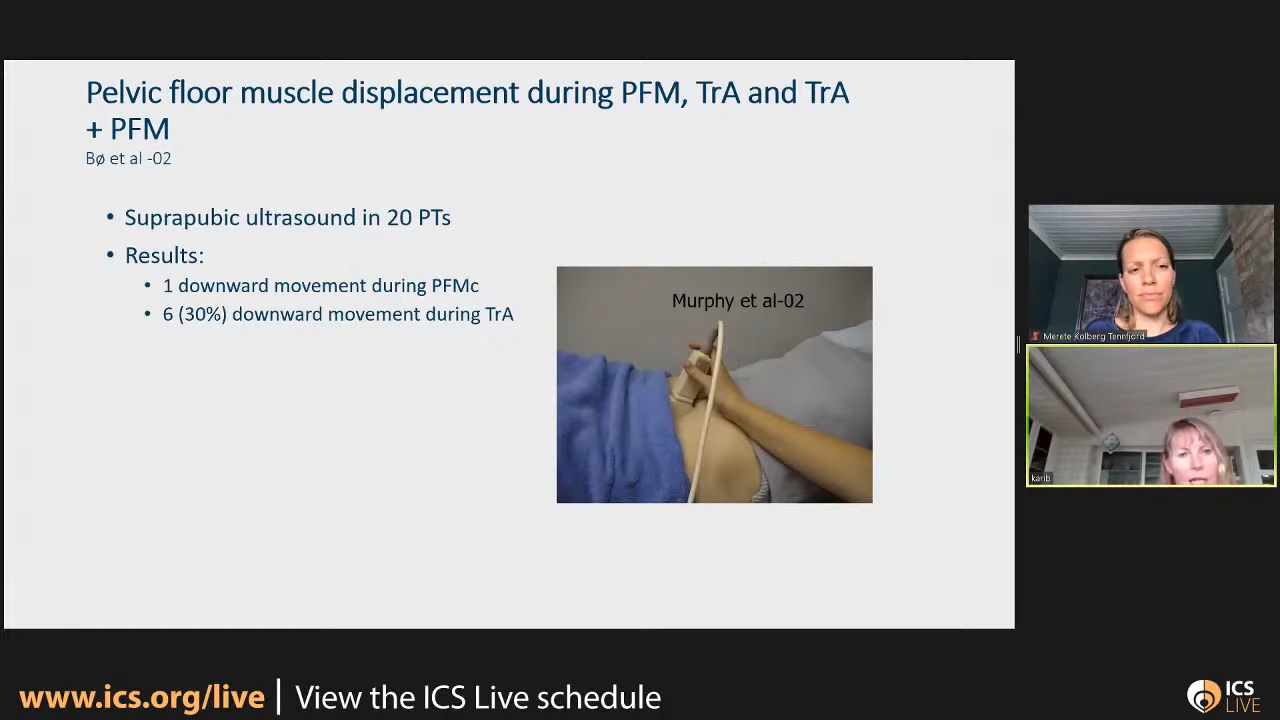 Pelvic floor muscle displacement during PFM, TrA and TrA
+ PFM
Bø et al -02
• Suprapubic ultrasound in 20 PTs
• Results:
• 1 downward movement during PFMc
• 6 (30%) downward movement during TrA
Murphy et al-02
Merete Kolberg Tennfjord
karib
www.ics.org/live | View the ICS Live schedule
ICS
LIVE